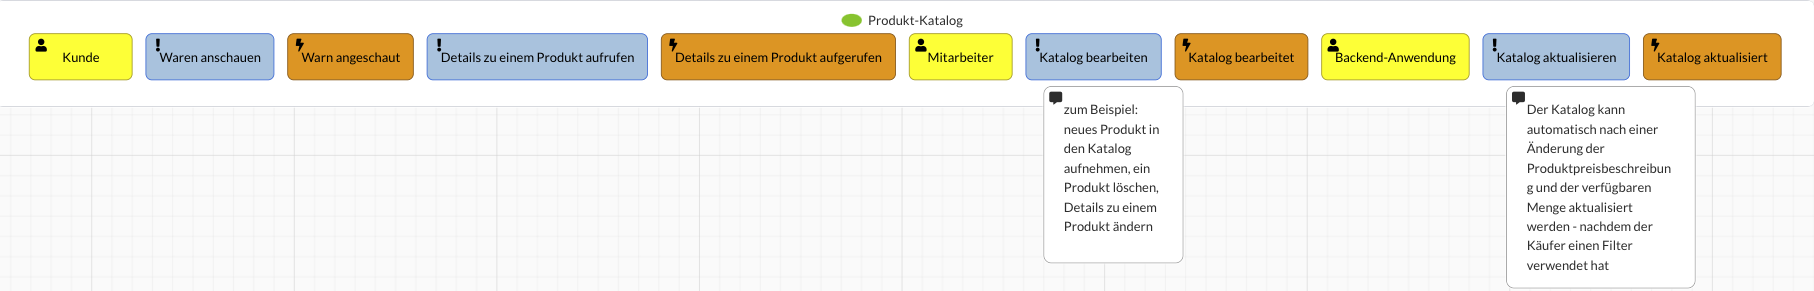 Produkt-Katalog
Kunde
Waren anschauen
Warn angeschaut
Details zu einem Produkt aufrufen
Details zu einem Produkt aufgerufen
Mitarbeiter
Katalog bearbeiten
Katalog bearbeitet
Backend-Anwendung
Katalog aktualisieren
Katalog aktualisiert
zum Beispiel:
neues Produkt in
den Katalog
aufnehmen, ein
Produkt löschen,
Details zu einem
Produkt ändern
Der Katalog kann
automatisch nach einer
Änderung der
Produktpreisbeschreibun
g und der verfügbaren
Menge aktualisiert
werden - nachdem der
Käufer einen Filter
verwendet hat